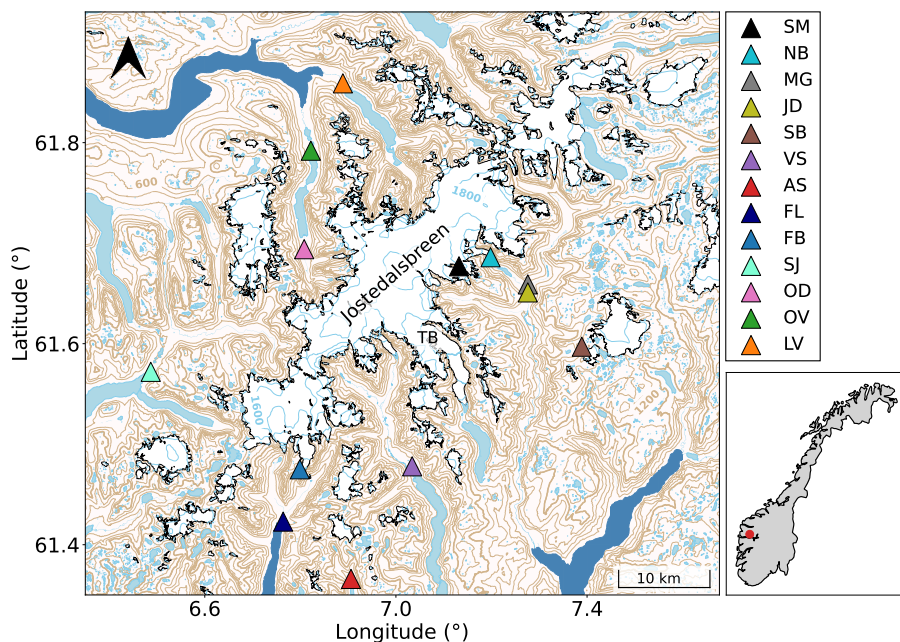 SM
NB
MG
JD
SB
VS
AS
FL
FB
SJ
OD
OV
LV
61.8
61.6
61.4
Latitude (°)
600
1800
Jostedalsbreen
TB
1600
1200
10 km
6.6
7.0
7.4
Longitude (°)